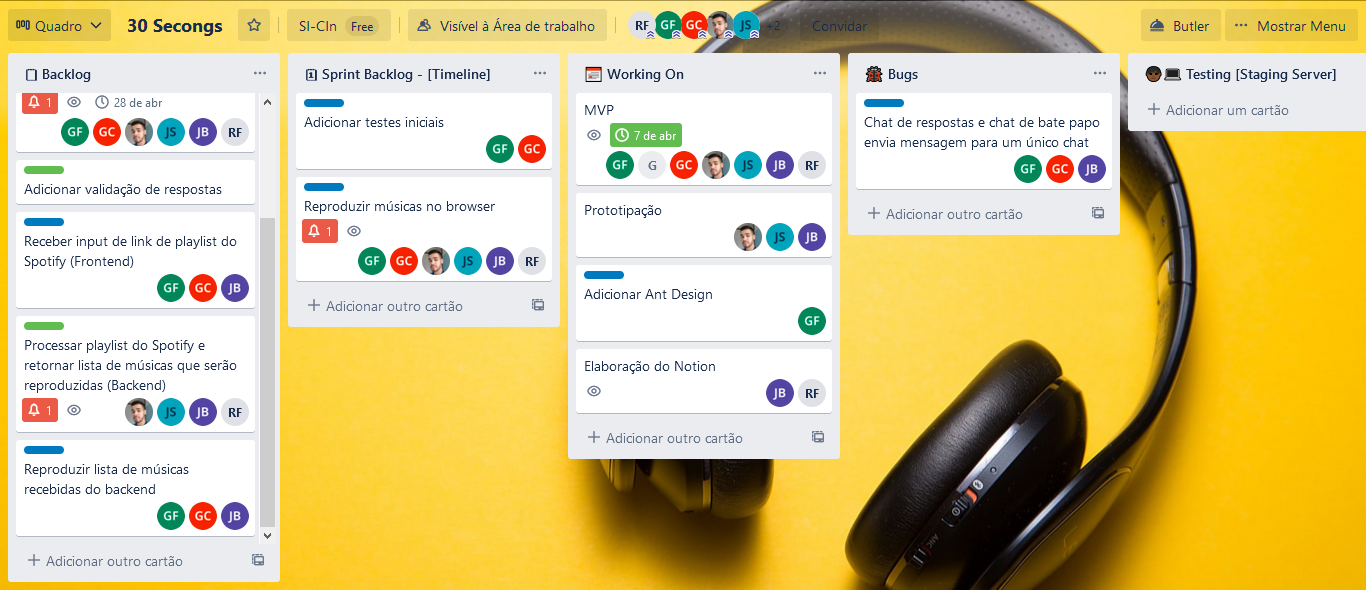 Quadro
30 Secongs
SI-CIn Free
Visível à Área de trabalho
RF GF GC JS +2
Convidar
Butler
Mostrar Menu
Backlog
1 28 de abr
GF GC JS JB RF
Adicionar validação de respostas
Receber input de link de playlist do
Spotify (Frontend)
GF GC JB
Processar playlist do Spotify e
retornar lista de músicas que serão
reproduzidas (Backend)
1 JS JB RF
Reproduzir lista de músicas
recebidas do backend
GF GC JB
Adicionar outro cartão
Sprint Backlog - [Timeline]
Adicionar testes iniciais
GF GC
Reproduzir músicas no browser
1
GF GC JS JB RF
Adicionar outro cartão
Working On
MVP
7 de abr
GF G GC JS JB RF
Prototipação
JS JB
Adicionar Ant Design
GF
Elaboração do Notion
JB RF
Adicionar outro cartão
Bugs
Chat de respostas e chat de bate papo
envia mensagem para um único chat
GF GC JB
Adicionar outro cartão
Testing [Staging Server]
Adicionar um cartão